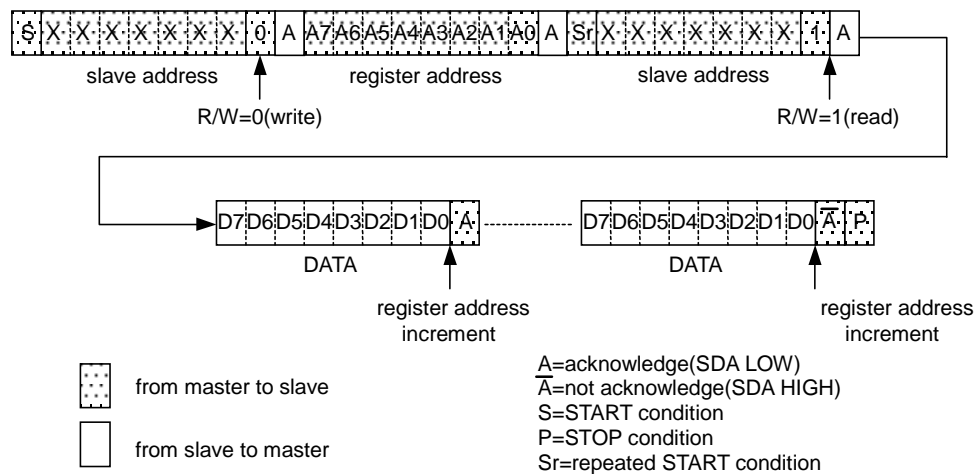 S X X X X X X X 0 A A7 A6 A5 A4 A3 A2 A1 A0 A Sr X X X X X X X 1 A
slave address register address slave address
R/W=0(write) R/W=1(read)
D7 D6 D5 D4 D3 D2 D1 D0 A D7 D6 D5 D4 D3 D2 D1 D0 A̅ P
DATA DATA
register address register address
increment increment
from master to slave
from slave to master
A=acknowledge(SDA LOW)
A̅=not acknowledge(SDA HIGH)
S=START condition
P=STOP condition
Sr=repeated START condition